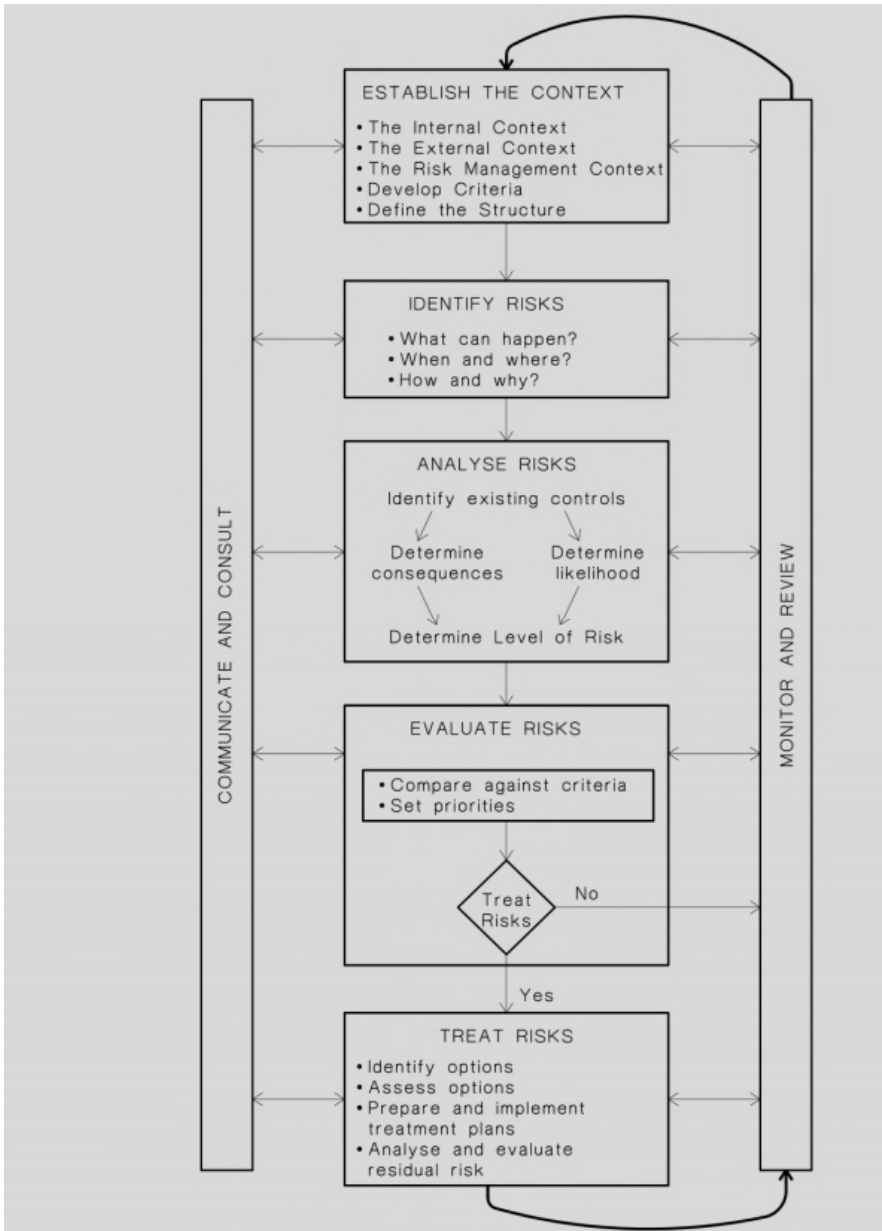 ESTABLISH THE CONTEXT
• The Internal Context
• The External Context
• The Risk Management Context
• Develop Criteria
• Define the Structure
IDENTIFY RISKS
• What can happen?
• When and where?
• How and why?
ANALYSE RISKS
Identify existing controls
Determine
consequences
Determine
likelihood
Determine Level of Risk
EVALUATE RISKS
• Compare against criteria
• Set priorities
Treat
Risks
No
Yes
TREAT RISKS
• Identify options
• Assess options
• Prepare and implement
treatment plans
• Analyse and evaluate
residual risk
COMMUNICATE AND CONSULT
MONITOR AND REVIEW